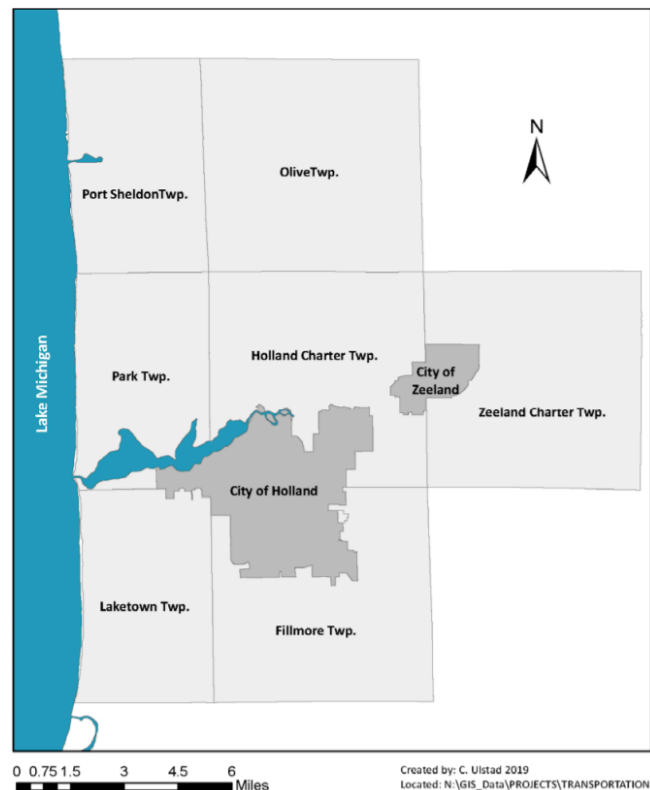 N
OliveTwp.
Port SheldonTwp.
Lake Michigan
Holland Charter Twp.
Park Twp.
City of
Zeeland
Zeeland Charter Twp.
City of Holland
Laketown Twp.
Fillmore Twp.
0 0.75 1.5 3 4.5 6
Miles
Created by: C. Ulstad 2019
Located: N:\GIS_Data\PROJECTS\TRANSPORTATION